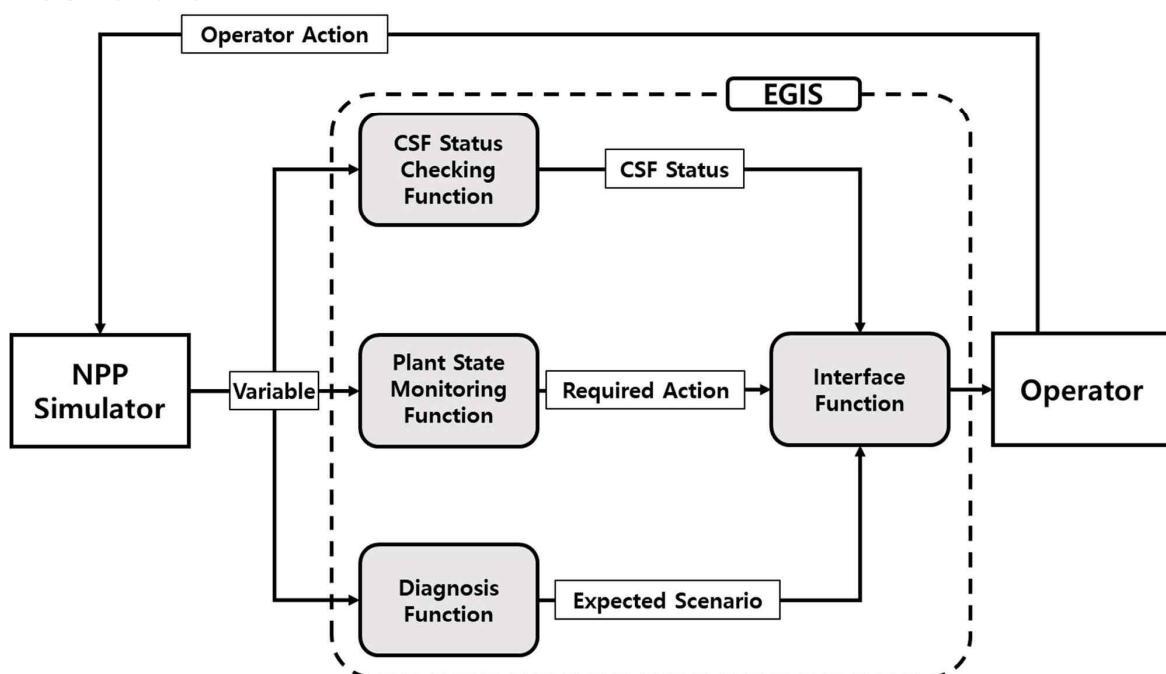 Operator Action
EGIS
CSF Status
Checking
Function
CSF Status
NPP
Simulator
Variable
Plant State
Monitoring
Function
Required Action
Interface
Function
Operator
Diagnosis
Function
Expected Scenario